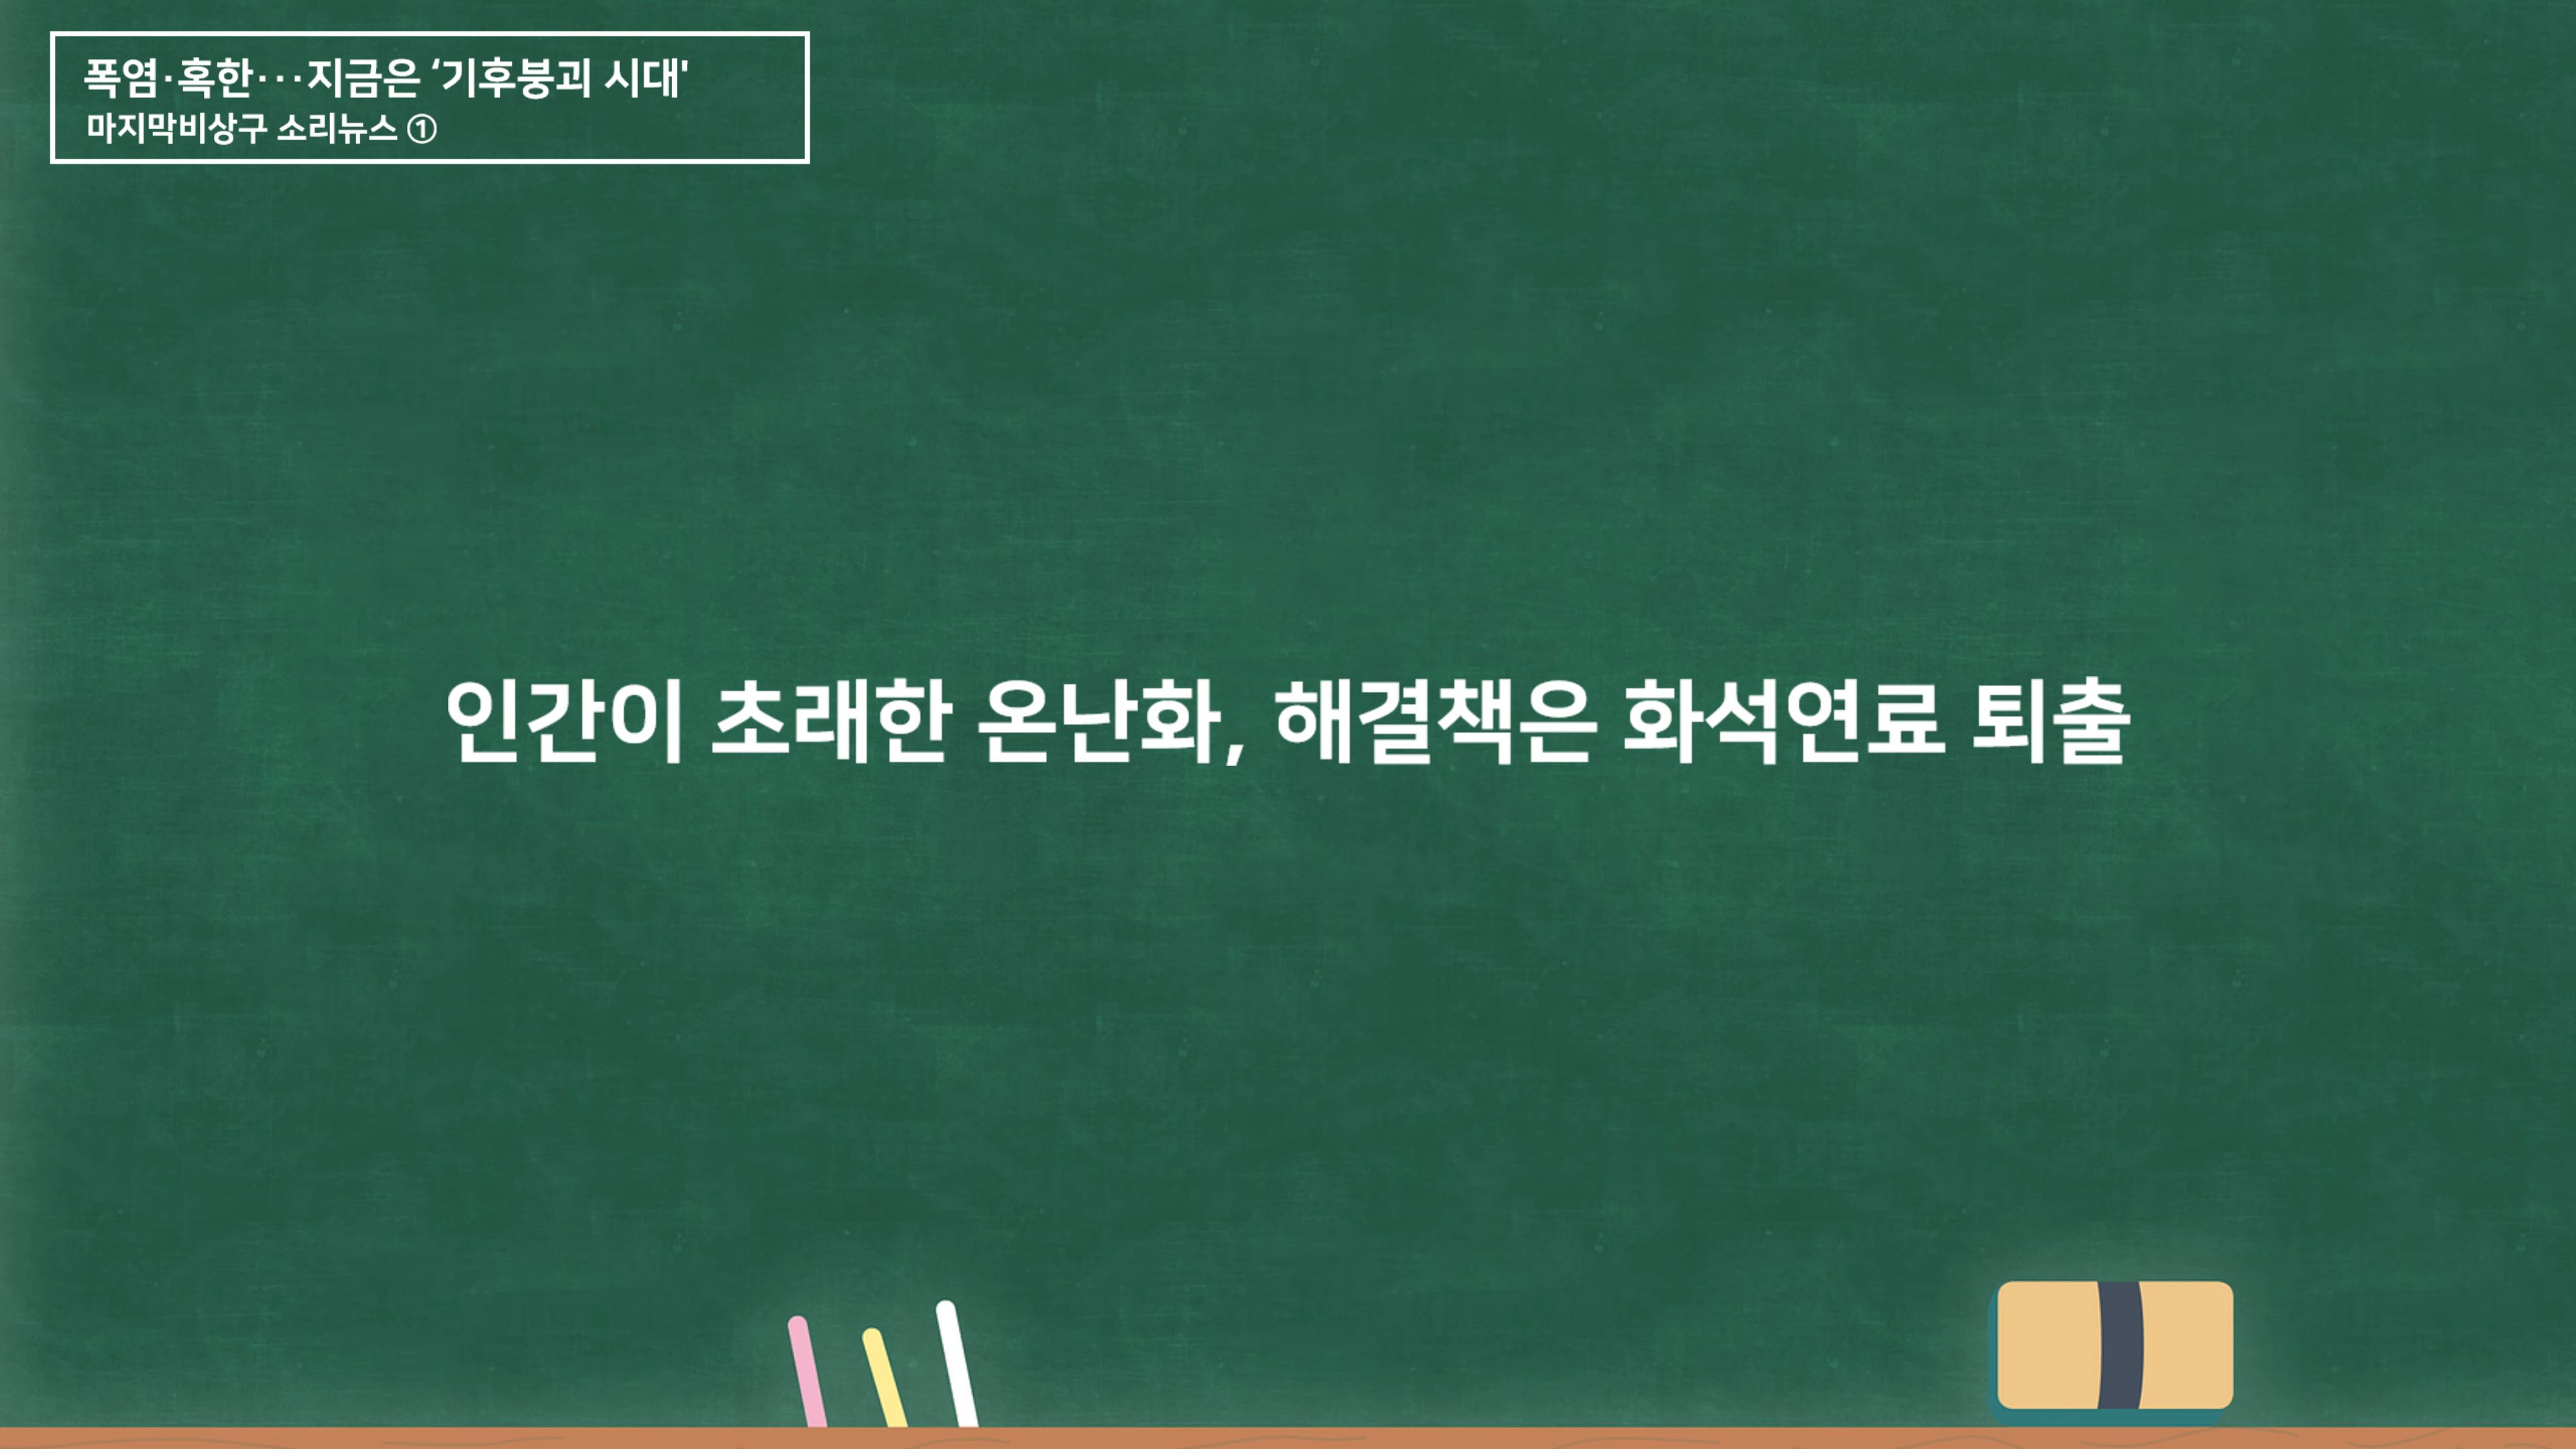 폭염·혹한···지금은 ‘기후붕괴 시대'
마지막비상구 소리뉴스 ①
인간이 초래한 온난화, 해결책은 화석연료 퇴출